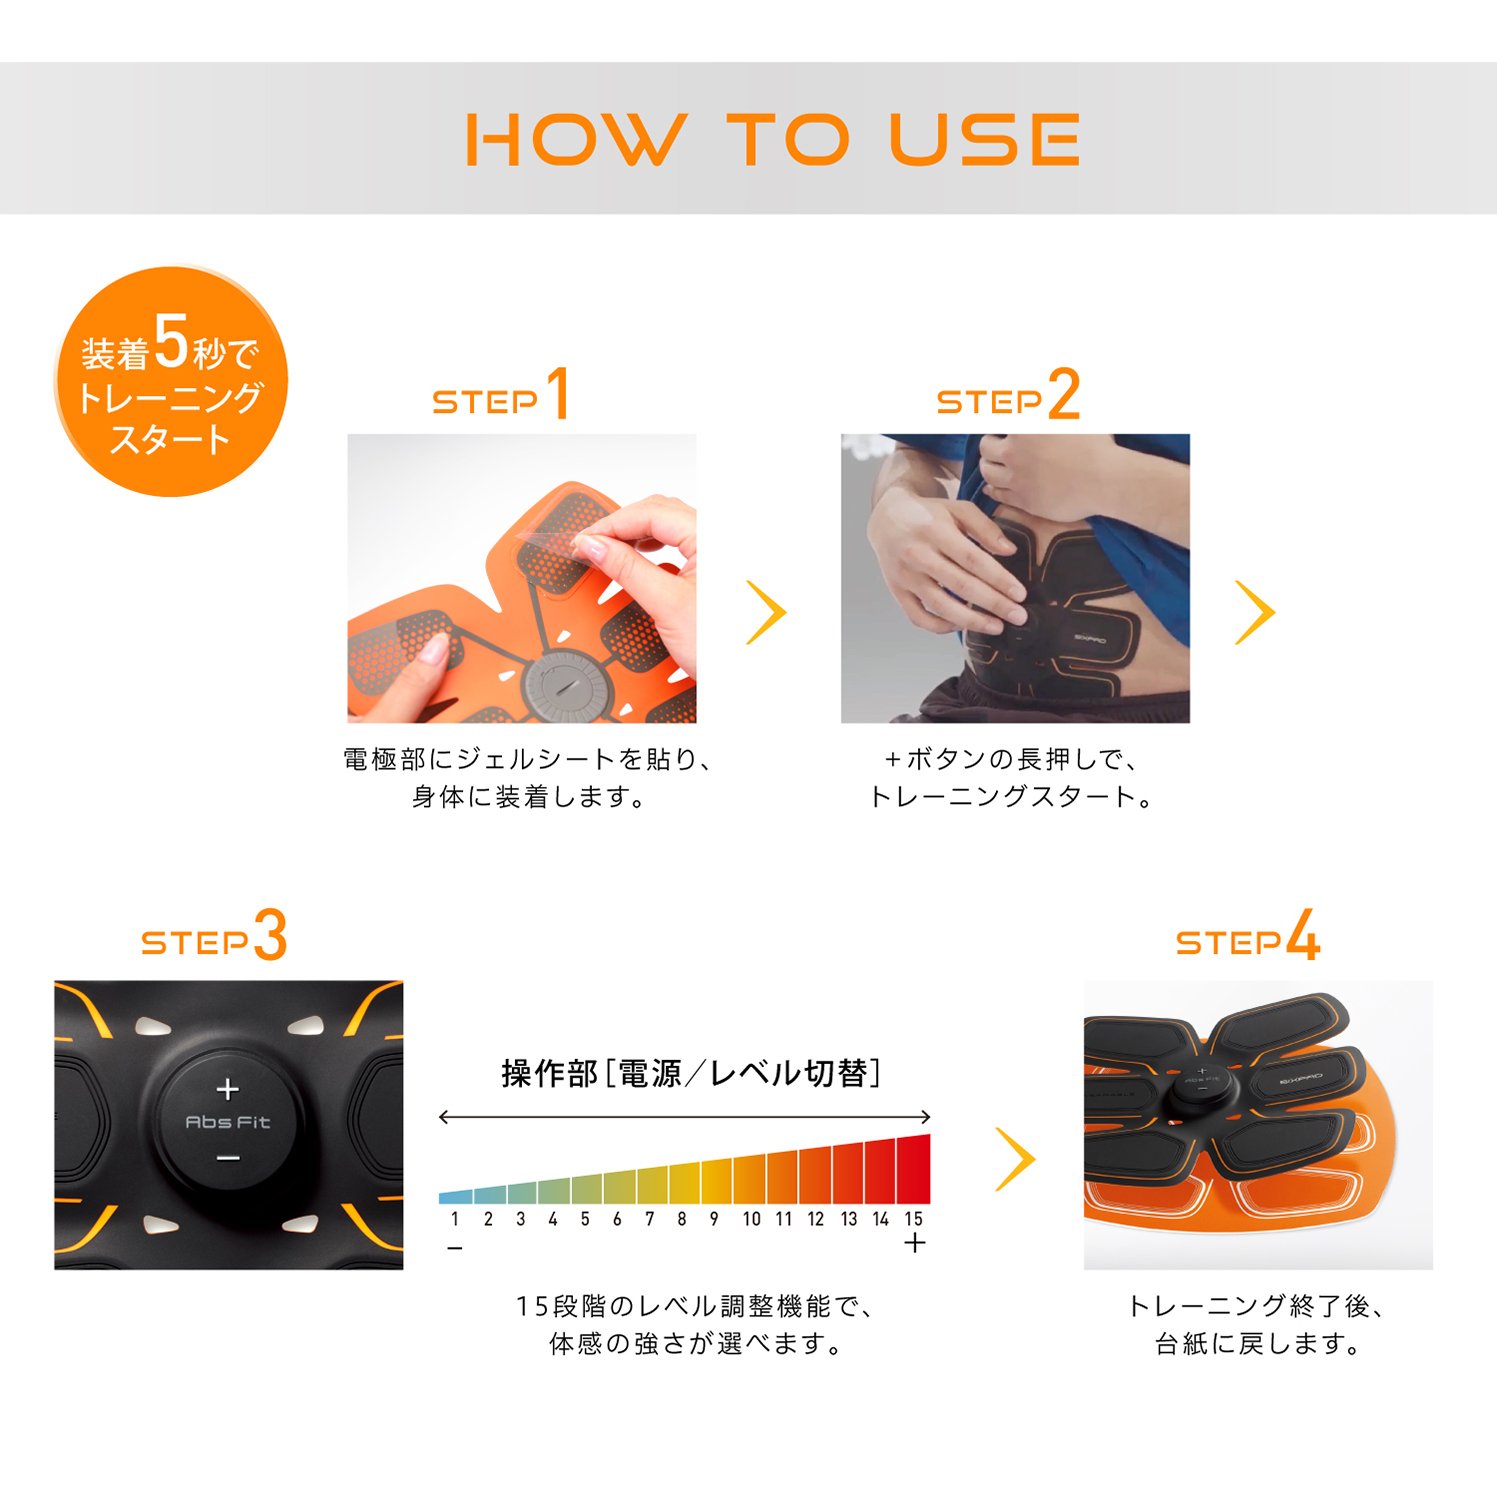 HOW TO USE
装着5秒で
トレーニング
スタート
STEP1
STEP2
SIXPAD
電極部にジェルシートを貼り、
身体に装着します。
+ボタンの長押しで、
トレーニングスタート。
STEP3
+
Abs Fit
−
操作部[電源/レベル切替]
1 2 3 4 5 6 7 8 9 10 11 12 13 14 15
− +
15段階のレベル調整機能で、
体感の強さが選べます。
STEP4
+
Abs Fit
−
SIXPAD
トレーニング終了後、
台紙に戻します。